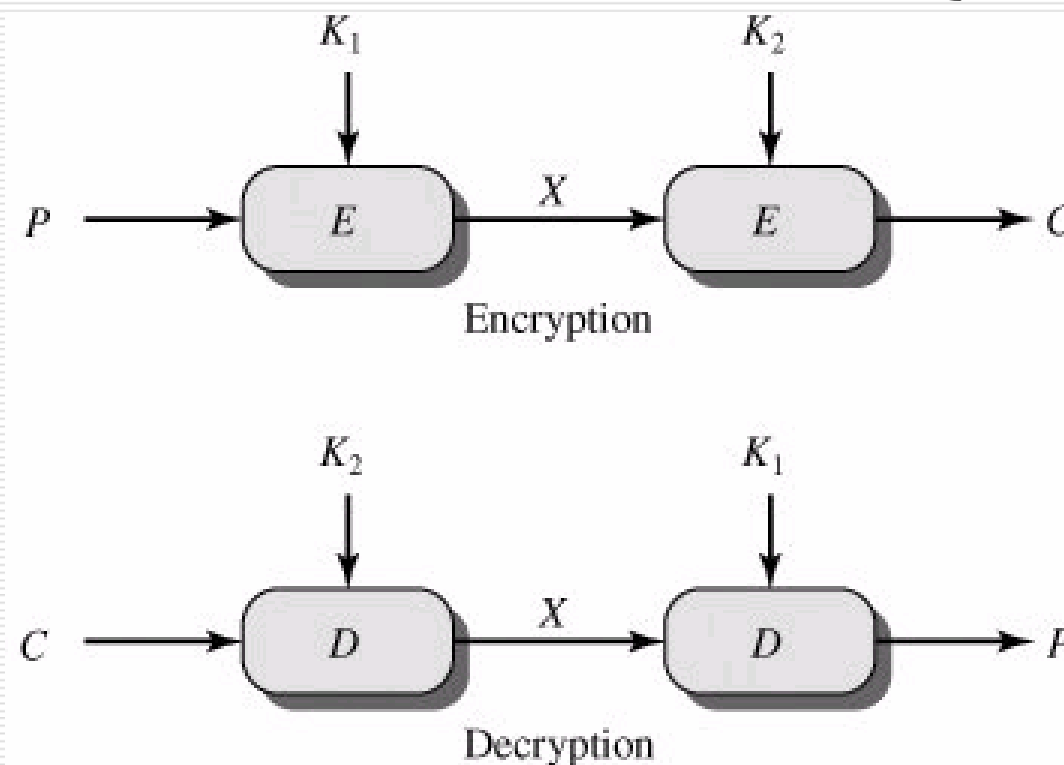 K₁ K₂
P E X E C
Encryption
K₂ K₁
C D X D P
Decryption